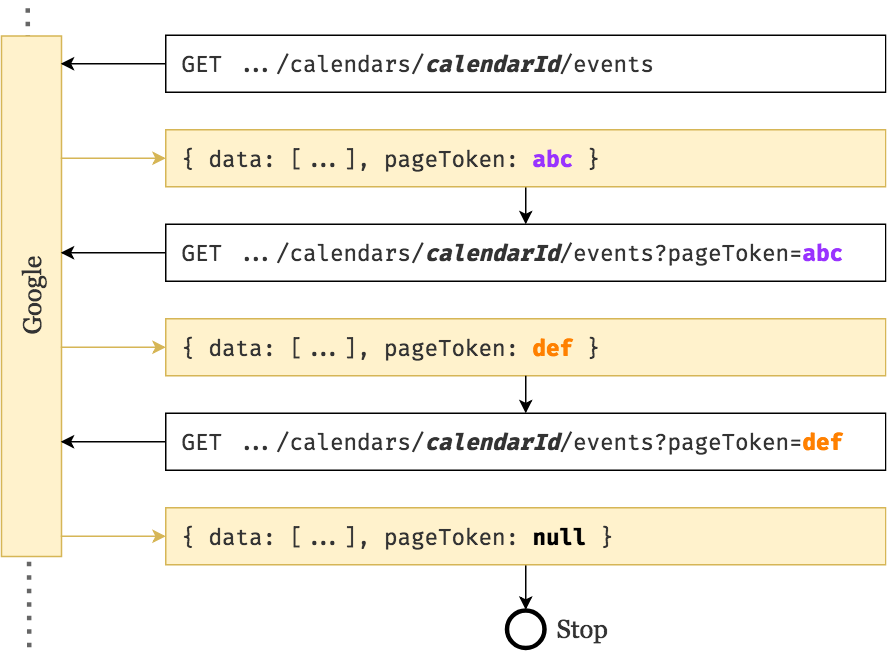 GET …/calendars/calendarId/events
{ data: […], pageToken: abc }
GET …/calendars/calendarId/events?pageToken=abc
Google
{ data: […], pageToken: def }
GET …/calendars/calendarId/events?pageToken=def
{ data: […], pageToken: null }
Stop